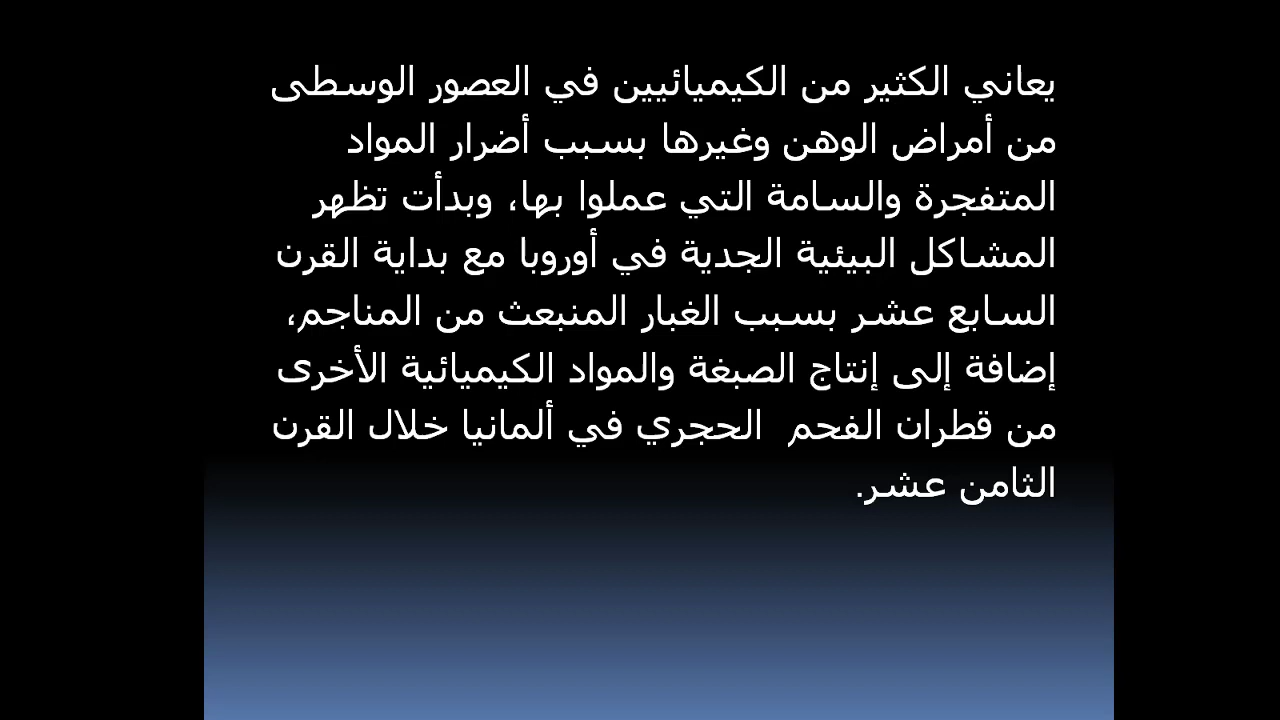 يعاني الكثير من الكيميائيين في العصور الوسطى
من أمراض الوهن وغيرها بسبب أضرار المواد
المتفجرة والسامة التي عملوا بها، وبدأت تظهر
المشاكل البيئية الجدية في أوروبا مع بداية القرن
السابع عشر بسبب الغبار المنبعث من المناجم،
إضافة إلى إنتاج الصبغة والمواد الكيميائية الأخرى
من قطران الفحم الحجري في ألمانيا خلال القرن
الثامن عشر.